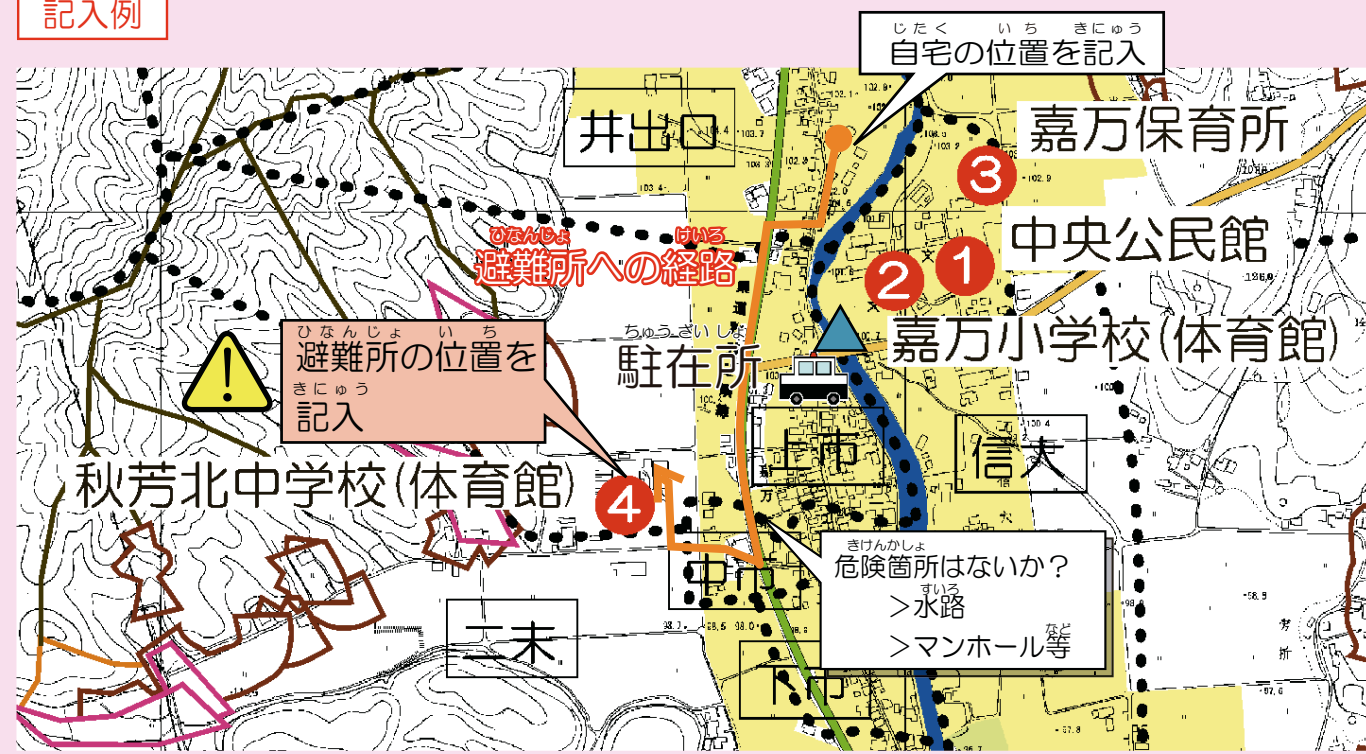 記入例
じたく いち きにゅう
自宅の位置を記入
井出口
嘉万保育所
3
中央公民館
ひなんじょ けいろ
避難所への経路
2
1
嘉万小学校(体育館)
ひなんじょ いち
避難所の位置を
きにゅう
記入
ちゅうざいしょ
駐在所
上市
信大
秋芳北中学校(体育館)
4
中市
きけんかしょ
危険箇所はないか?
すいろ
>水路
など
>マンホール等
二末
下市